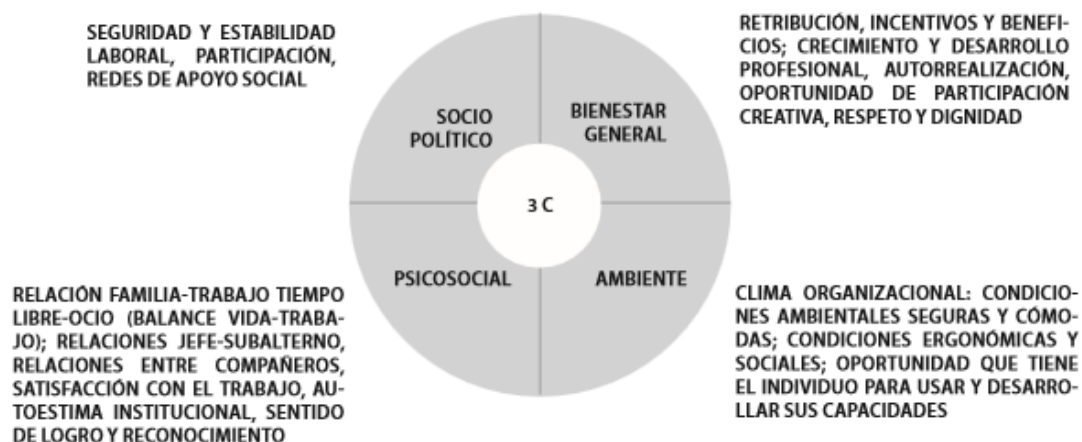 SEGURIDAD Y ESTABILIDAD
LABORAL, PARTICIPACIÓN,
REDES DE APOYO SOCIAL
RETRIBUCIÓN, INCENTIVOS Y BENEFI-
CIOS; CRECIMIENTO Y DESARROLLO
PROFESIONAL, AUTORREALIZACIÓN,
OPORTUNIDAD DE PARTICIPACIÓN
CREATIVA, RESPETO Y DIGNIDAD
SOCIO
POLÍTICO
BIENESTAR
GENERAL
3 C
PSICOSOCIAL
AMBIENTE
RELACIÓN FAMILIA-TRABAJO TIEMPO
LIBRE-OCIO (BALANCE VIDA-TRABA-
JO); RELACIONES JEFE-SUBALTERNO,
RELACIONES ENTRE COMPAÑEROS,
SATISFACCIÓN CON EL TRABAJO, AU-
TOESTIMA INSTITUCIONAL, SENTIDO
DE LOGRO Y RECONOCIMIENTO
CLIMA ORGANIZACIONAL: CONDICIO-
NES AMBIENTALES SEGURAS Y CÓMO-
DAS; CONDICIONES ERGONÓMICAS Y
SOCIALES; OPORTUNIDAD QUE TIENE
EL INDIVIDUO PARA USAR Y DESARRO-
LLAR SUS CAPACIDADES